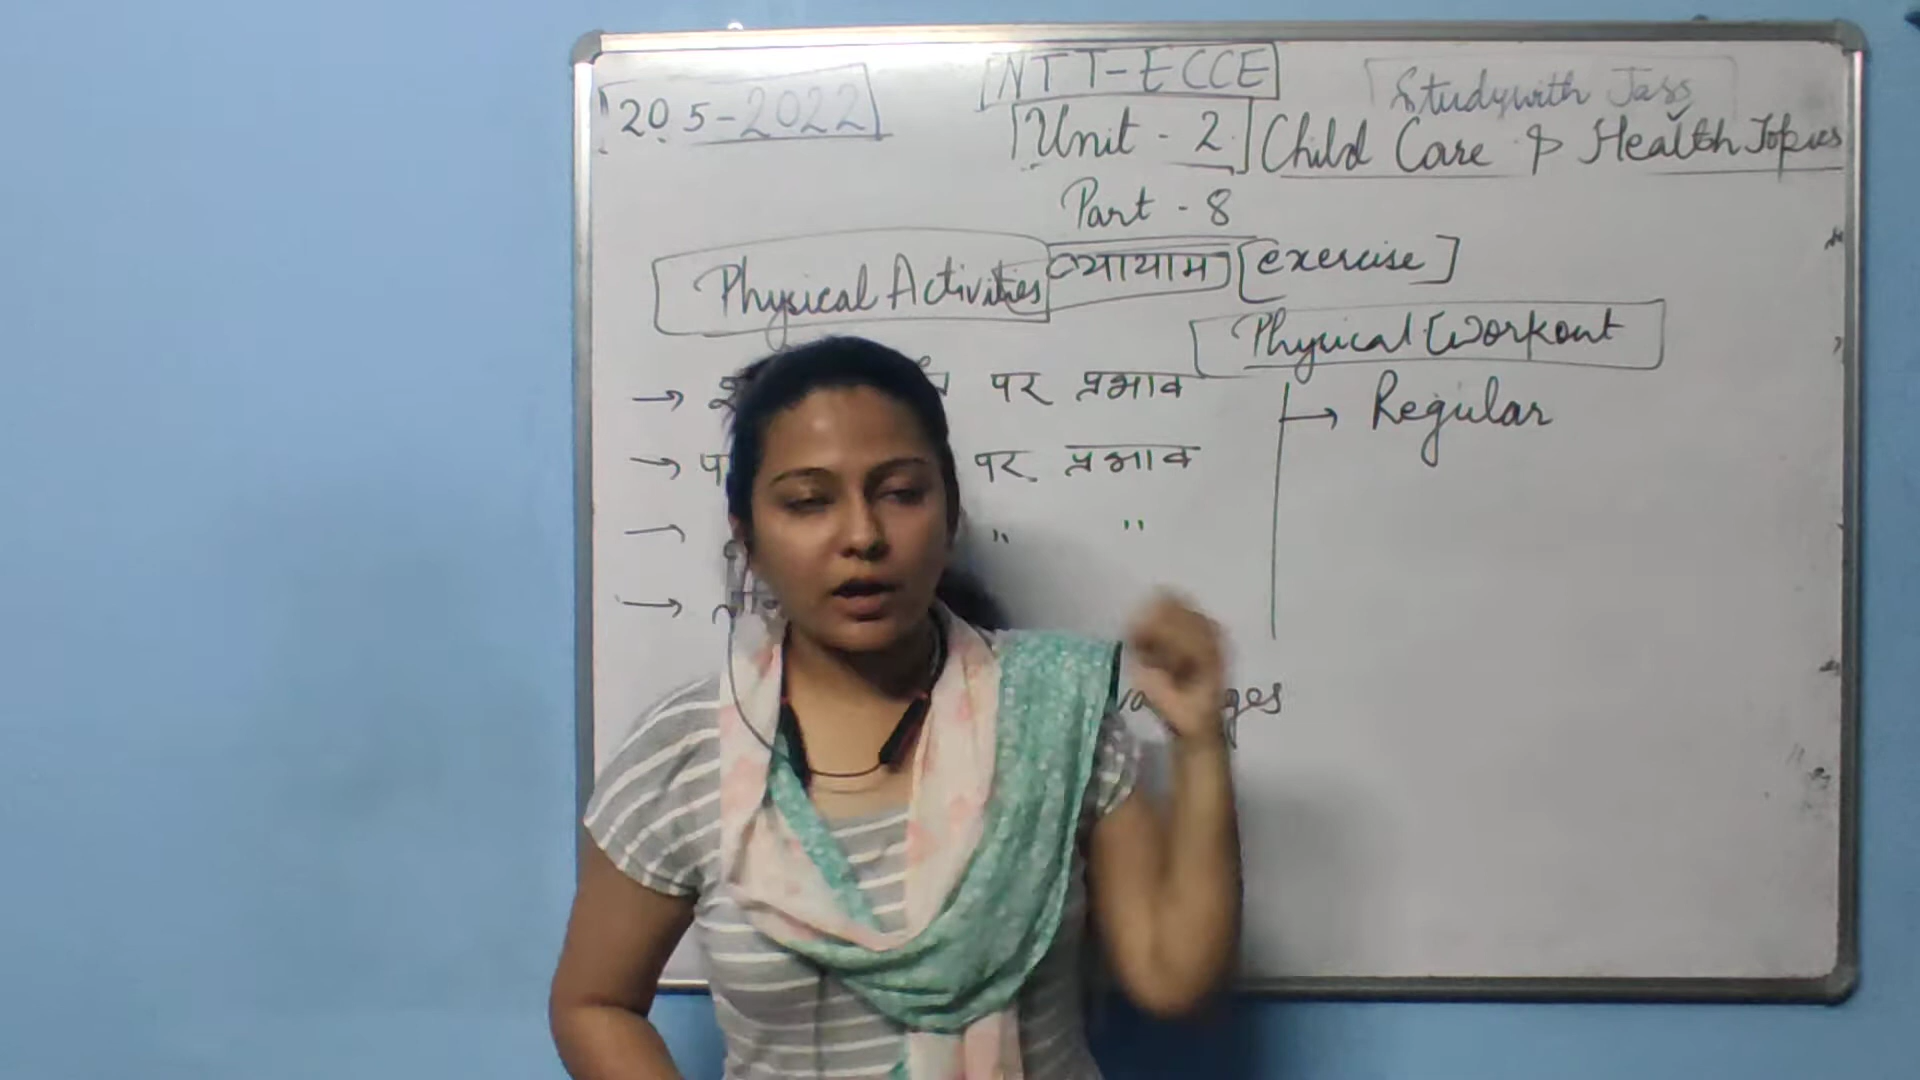 20.5-2022
NTT-ECCE
Studywith Jass
Unit - 2 Child Care & Health Topics
Part - 8
Physical Activities व्यायाम [exercise]
Physical Workout
→ पर प्रभाव
→ Regular
→ पर प्रभाव
→ " "
→